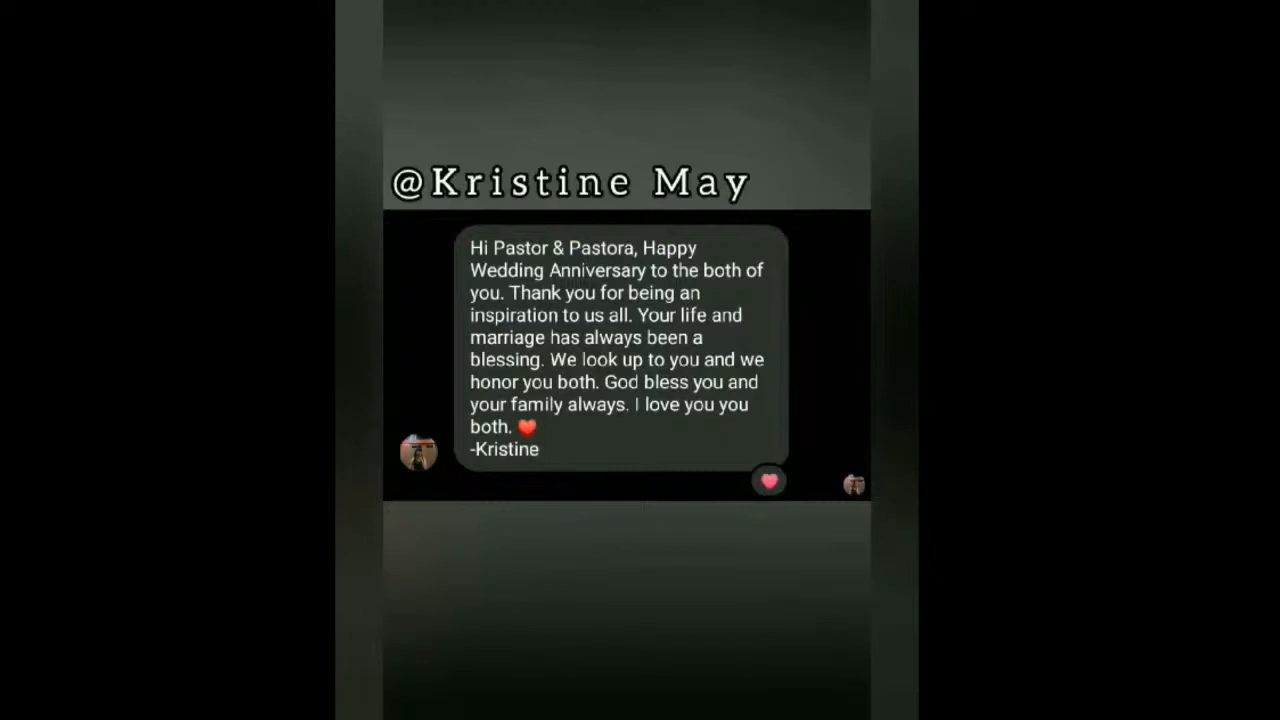 @Kristine May
Hi Pastor & Pastora, Happy
Wedding Anniversary to the both of
you. Thank you for being an
inspiration to us all. Your life and
marriage has always been a
blessing. We look up to you and we
honor you both. God bless you and
your family always. I love you you
both. ❤️
-Kristine